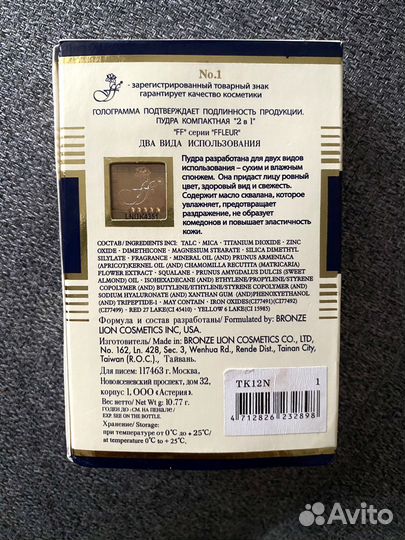 No.1
- зарегистрированный товарный знак
гарантирует качество косметики
ГОЛОГРАММА ПОДТВЕРЖДАЕТ ПОДЛИННОСТЬ ПРОДУКЦИИ.
ПУДРА КОМПАКТНАЯ "2 в 1"
"FF" серии "FFLEUR"
ДВА ВИДА ИСПОЛЬЗОВАНИЯ
Пудра разработана для двух видов
использования – сухим и влажным
спонжем. Она придаст лицу ровный
цвет, здоровый вид и свежесть.
Содержит масло сквалана, которое
увлажняет, предотвращает
раздражение, не образует
комедонов и повышает эластичность
кожи.
СОСТАВ/INGREDIENTS INCI: TALC - MICA - TITANIUM DIOXIDE - ZINC
OXIDE - DIMETHICONE - MAGNESIUM STEARATE - SILICA DIMETHYL
SILYLATE - FRAGRANCE - MINERAL OIL (AND) PRUNUS ARMENIACA
(APRICOT)KERNEL OIL (AND) CHAMOMILLA RECUTITA (MATRICARIA)
FLOWER EXTRACT - SQUALENE - PRUNUS AMYGDALUS DULCIS (SWEET
ALMOND) OIL - ISOHEXADECANE (AND) ETHYLENE/PROPYLENE/STYRENE
COPOLYMER (AND) BUTYLENE/ETHYLENE/STYRENE COPOLYMER (AND)
SODIUM HYALURONATE (AND) XANTHAN GUM (AND)PHENOXYETHANOL
(AND) TRIPEPTIDE-1 - MAY CONTAIN - IRON OXIDES(CI77491)(CI77492)
(CI77499) - RED 27 LAKE(CI 45410) - YELLOW 6 LAKE(CI 15985)
Формула и состав разработаны/ Formulated by: BRONZE
LION COSMETICS INC, USA.
Изготовитель/ Made in: BRONZE LION COSMETICS CO., LTD,
No. 162, Ln. 428, Sec. 3, Wenhua Rd., Rende Dist., Tainan City,
Taiwan (R.O.C.), Тайвань.
Для писем: 117463 г. Москва,
Новоясеневский проспект, дом 32,
корпус 1, ООО «Астерия».
Вес нетто/ Net Wt g: 10.77 г.
ГОДЕН ДО : СМ. НА ПЕНАЛЕ/
EXP. SEE ON THE BOTTLE.
Хранение/ Storage:
при температуре от 0°C до +25°C/
at temperature 0°C to +25°C.
TK12N 1
4 712826 232898
Avito